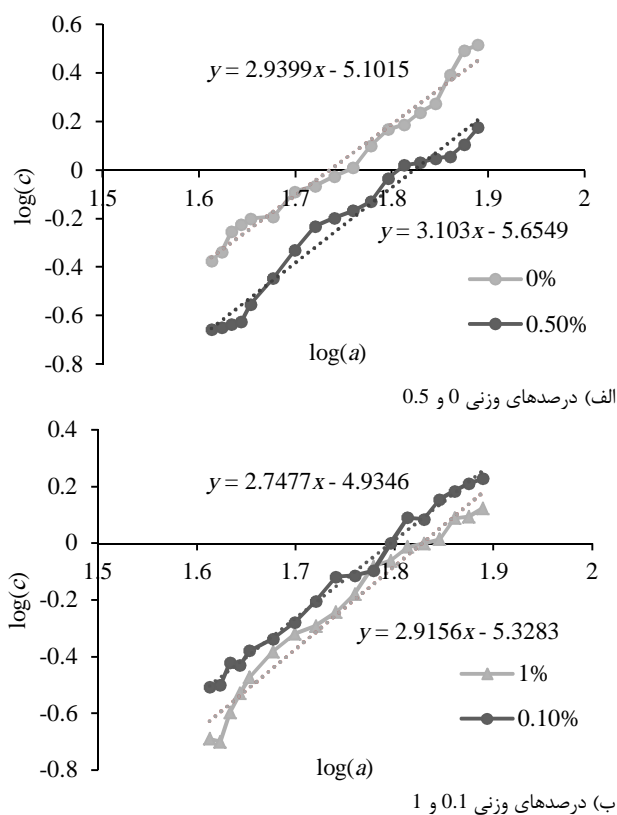 0.6
0.4
0.2
0
-0.2
-0.4
-0.6
-0.8
1.5 1.6 1.7 1.8 1.9 2
log(c)
log(a)
y = 2.9399x - 5.1015
y = 3.103x - 5.6549
0%
0.50%
الف) درصدهای وزنی 0 و 0.5
0.4
0.2
0
-0.2
-0.4
-0.6
-0.8
1.5 1.6 1.7 1.8 1.9 2
log(c)
log(a)
y = 2.7477x - 4.9346
y = 2.9156x - 5.3283
1%
0.10%
ب) درصدهای وزنی 0.1 و 1